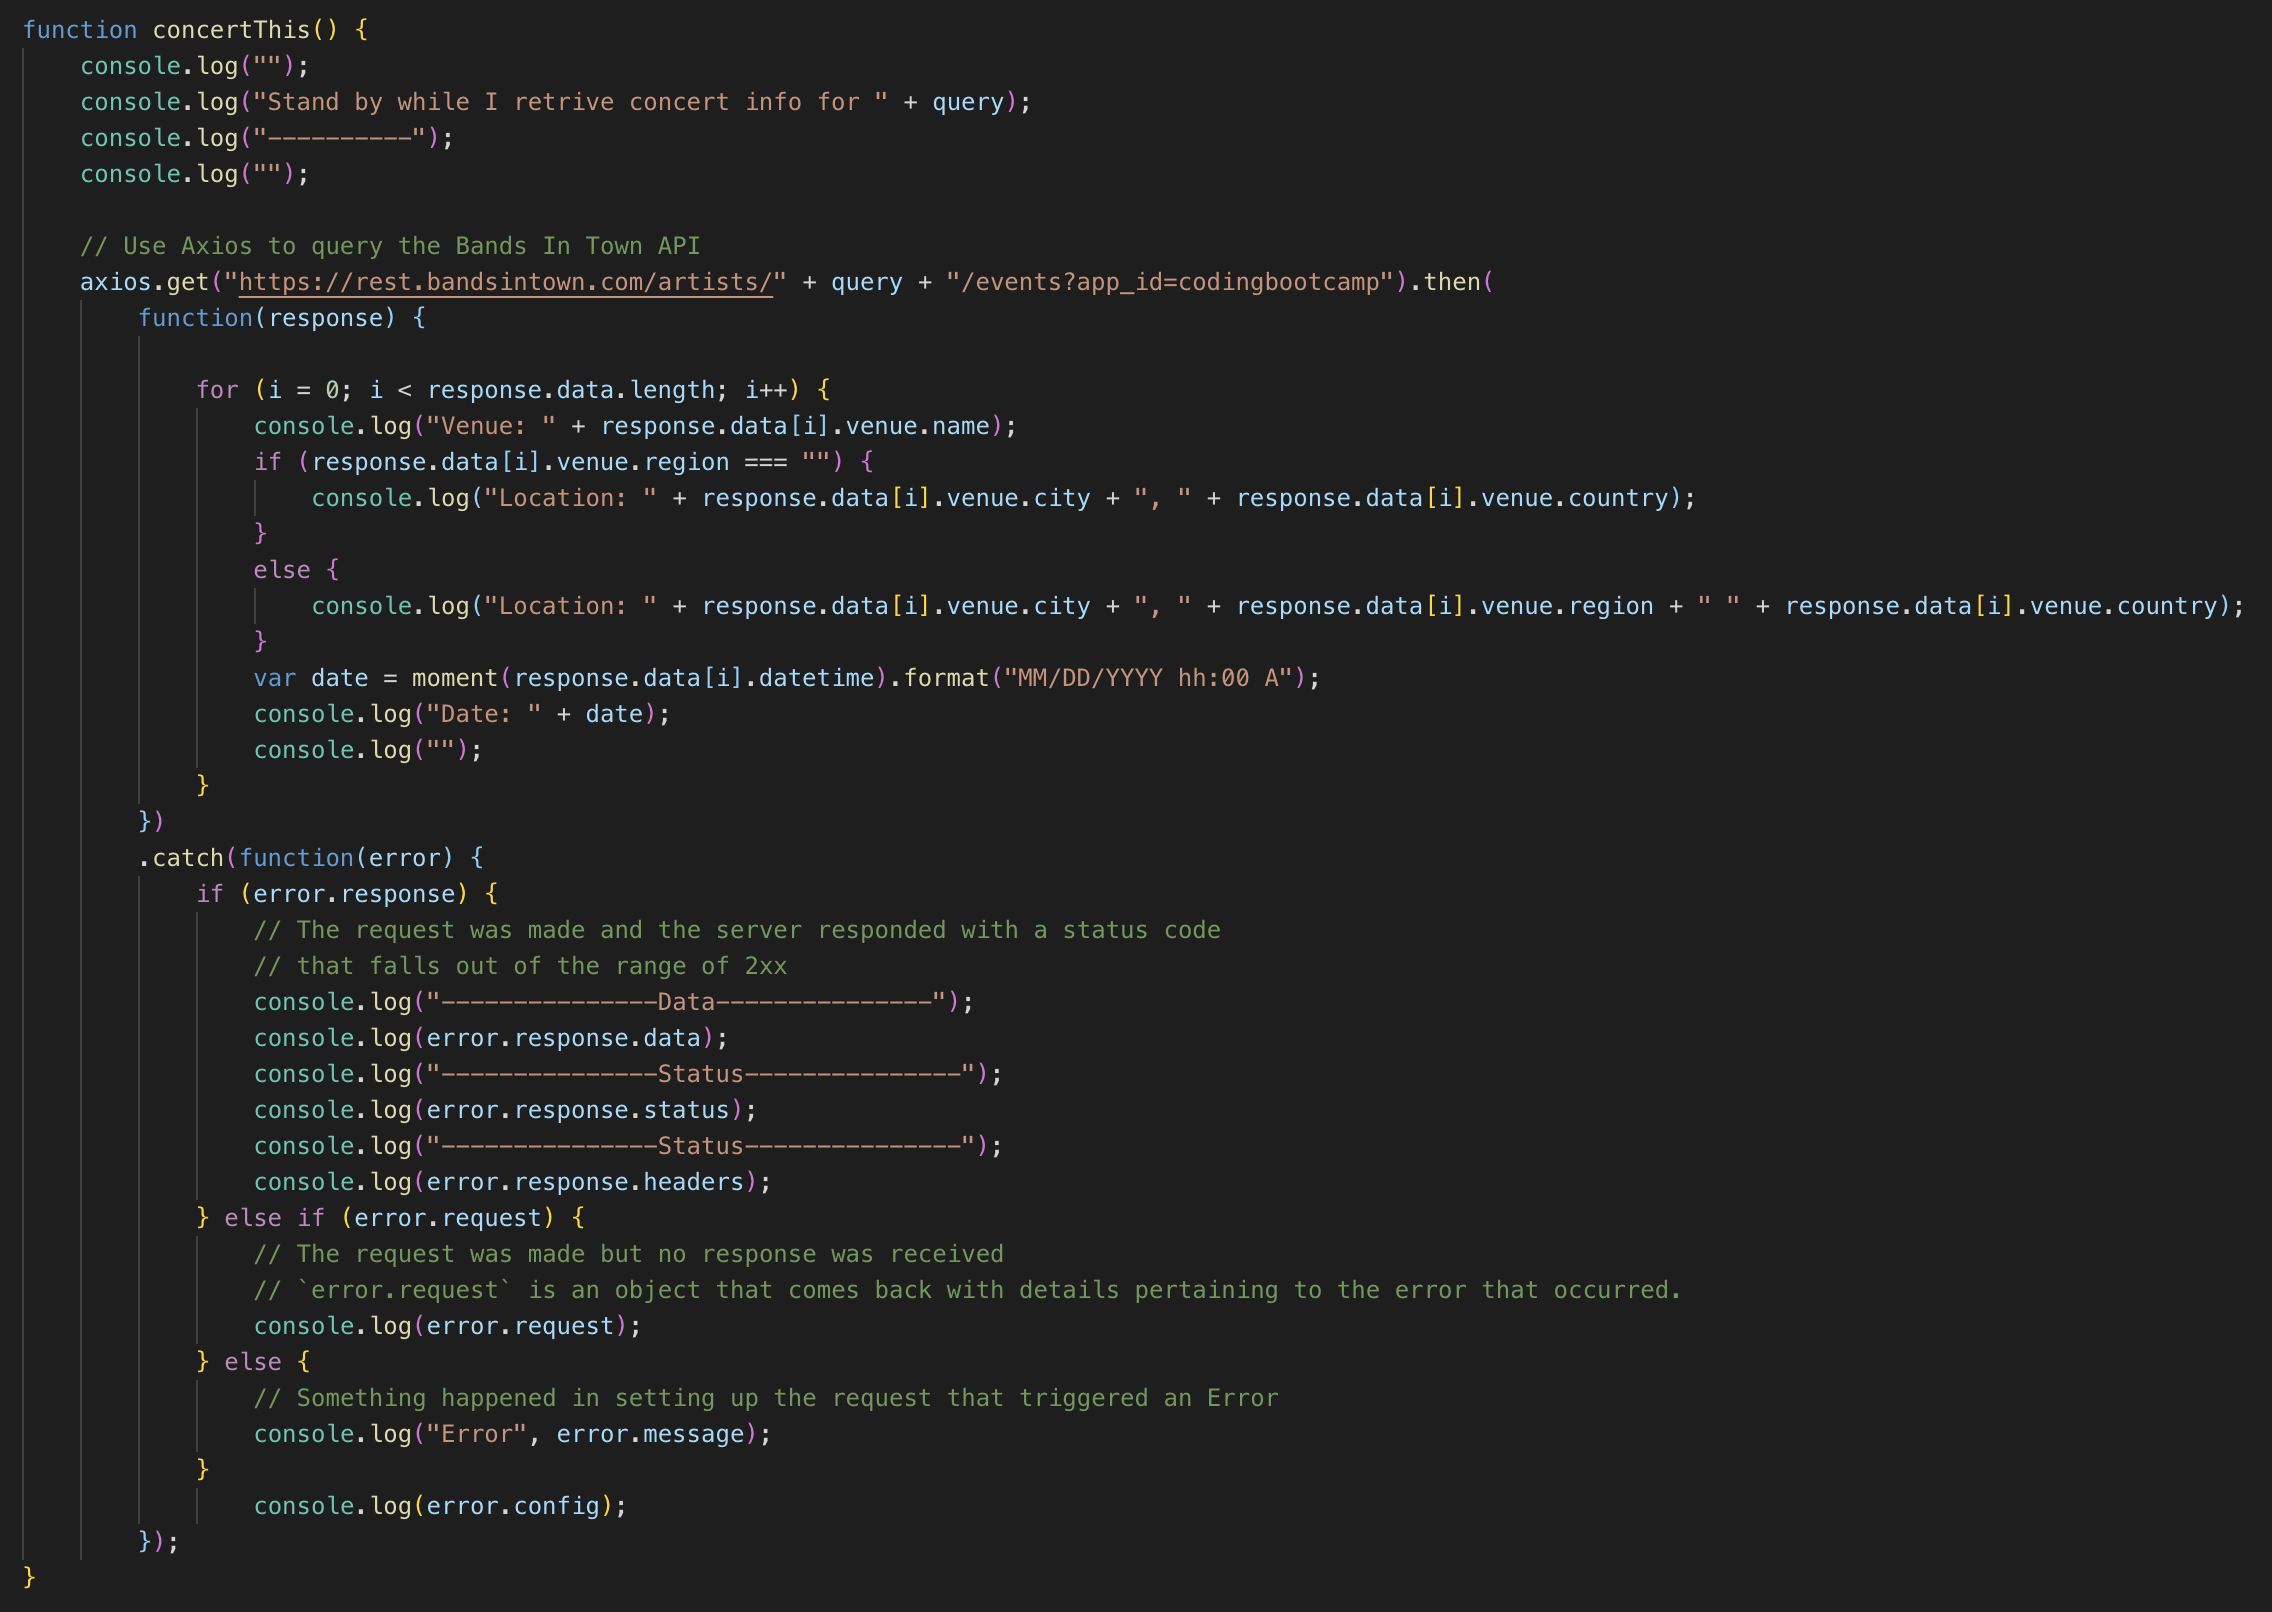 function concertThis() {
    console.log("");
    console.log("Stand by while I retrive concert info for " + query);
    console.log("----------");
    console.log("");

    // Use Axios to query the Bands In Town API
    axios.get("https://rest.bandsintown.com/artists/" + query + "/events?app_id=codingbootcamp").then(
        function(response) {

            for (i = 0; i < response.data.length; i++) {
                console.log("Venue: " + response.data[i].venue.name);
                if (response.data[i].venue.region === "") {
                    console.log("Location: " + response.data[i].venue.city + ", " + response.data[i].venue.country);
                }
                else {
                    console.log("Location: " + response.data[i].venue.city + ", " + response.data[i].venue.region + " " + response.data[i].venue.country);
                }
                var date = moment(response.data[i].datetime).format("MM/DD/YYYY hh:00 A");
                console.log("Date: " + date);
                console.log("");
            }
        })
        .catch(function(error) {
            if (error.response) {
                // The request was made and the server responded with a status code
                // that falls out of the range of 2xx
                console.log("---------------Data---------------");
                console.log(error.response.data);
                console.log("---------------Status---------------");
                console.log(error.response.status);
                console.log("---------------Status---------------");
                console.log(error.response.headers);
            } else if (error.request) {
                // The request was made but no response was received
                // `error.request` is an object that comes back with details pertaining to the error that occurred.
                console.log(error.request);
            } else {
                // Something happened in setting up the request that triggered an Error
                console.log("Error", error.message);
            }
                console.log(error.config);
        });
}